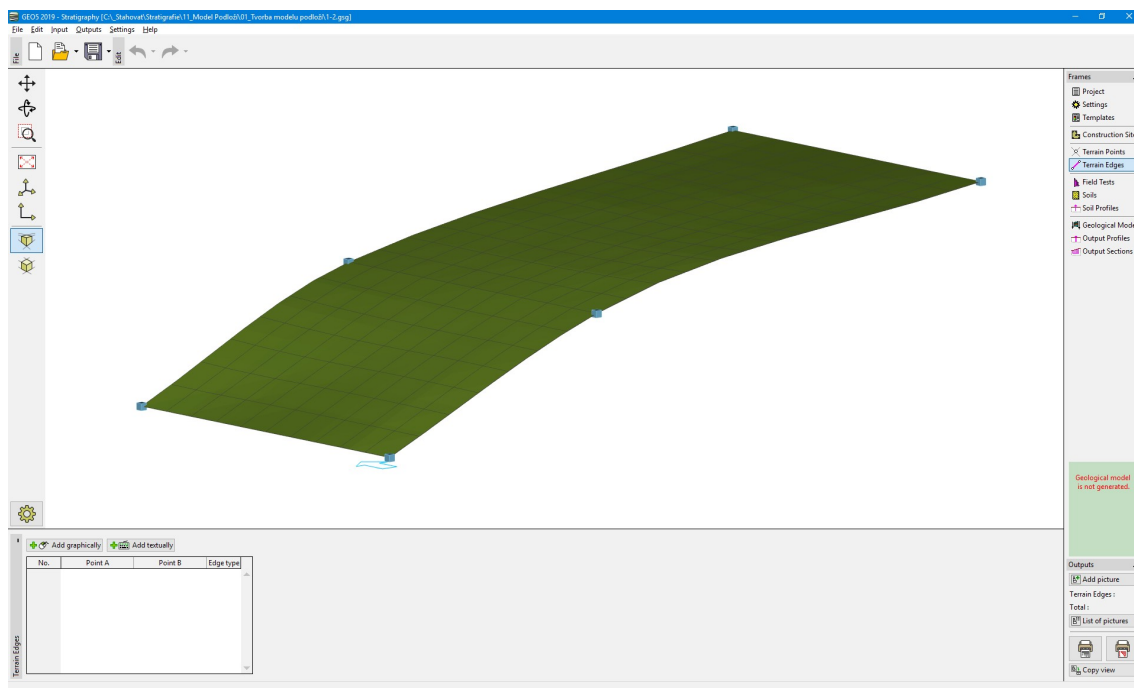 GEO5 2019 - Stratigraphy [C:\_Stahovat\Stratigrafie\11_Model Podloží\01_Tvorba modelu podloží\1-2.gsg]
File Edit Input Outputs Settings Help
File
Edit
Frames
Project
Settings
Templates
Construction Site
Terrain Points
Terrain Edges
Field Tests
Soils
Soil Profiles
Geological Mode
Output Profiles
Output Sections
Geological model
is not generated.
Add graphically Add textually
No. Point A Point B Edge type
Terrain Edges
Outputs
Add picture
Terrain Edges :
Total :
List of pictures
Copy view